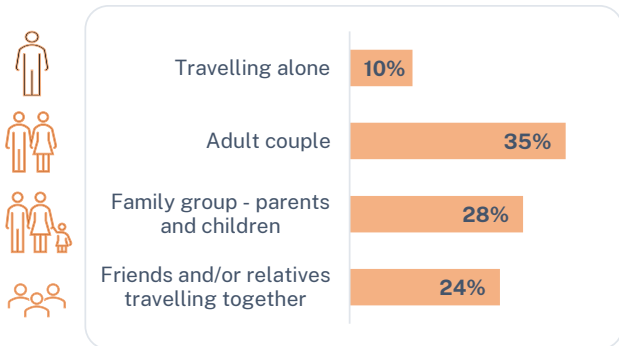 Travelling alone
10%
Adult couple
35%
Family group - parents
and children
28%
Friends and/or relatives
travelling together
24%